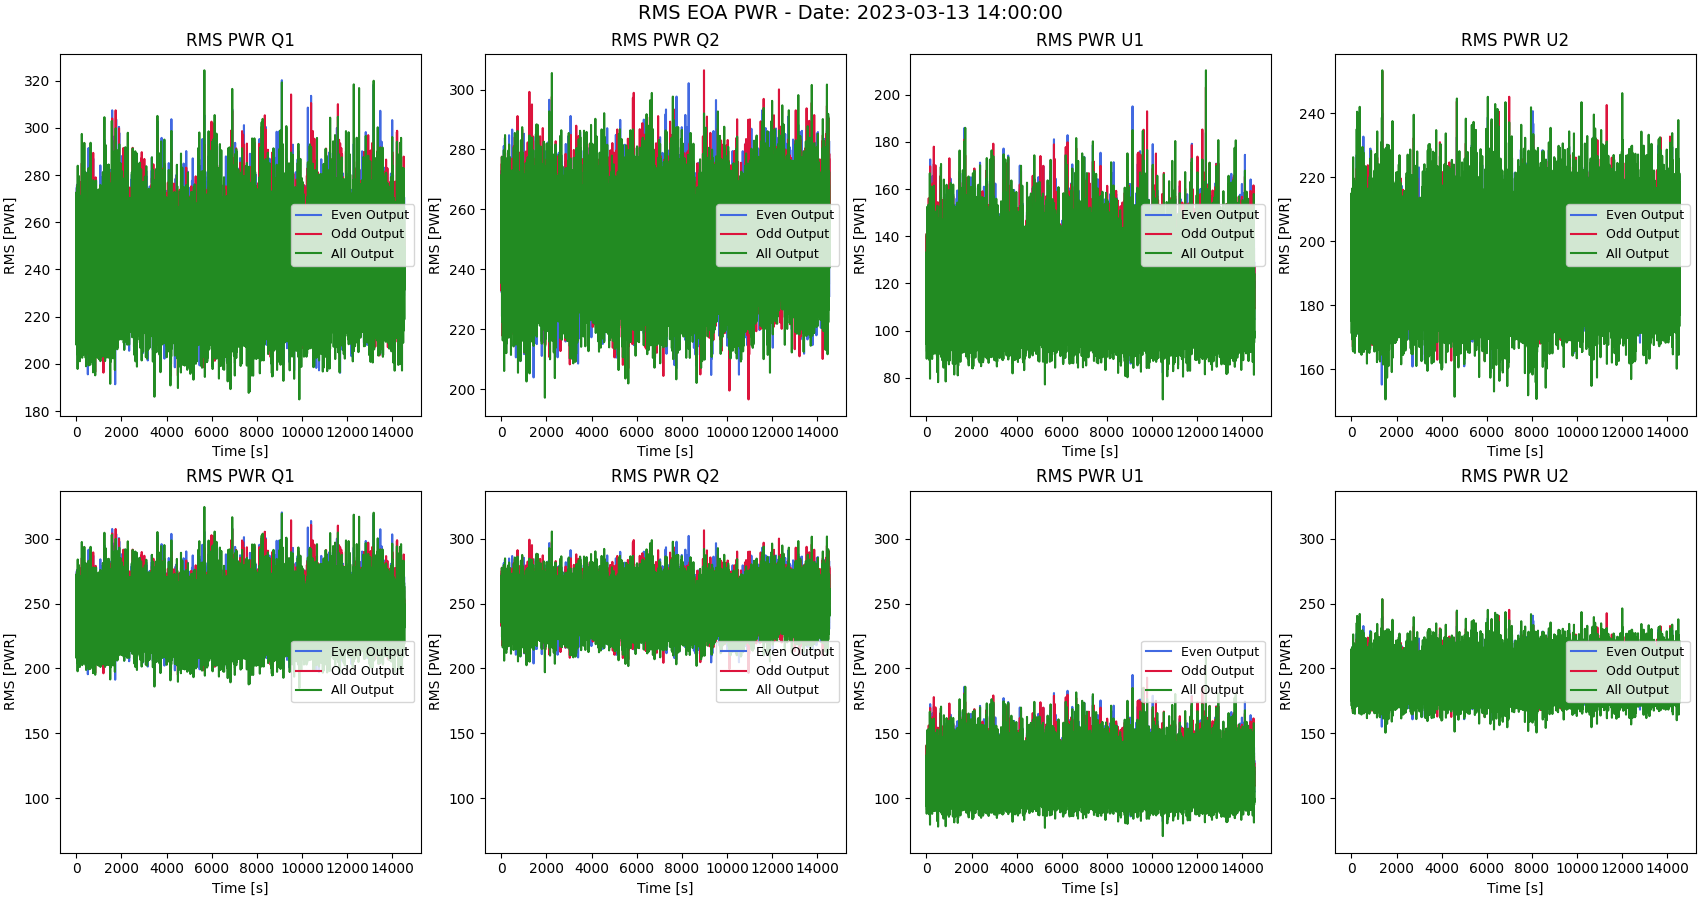 RMS EOA PWR - Date: 2023-03-13 14:00:00
RMS PWR Q1
RMS [PWR]
320
300
280
260
240
220
200
180
0 2000 4000 6000 8000 10000 12000 14000
Time [s]
Even Output
Odd Output
All Output
RMS PWR Q2
RMS [PWR]
300
280
260
240
220
200
0 2000 4000 6000 8000 10000 12000 14000
Time [s]
Even Output
Odd Output
All Output
RMS PWR U1
RMS [PWR]
200
180
160
140
120
100
80
0 2000 4000 6000 8000 10000 12000 14000
Time [s]
Even Output
Odd Output
All Output
RMS PWR U2
RMS [PWR]
240
220
200
180
160
0 2000 4000 6000 8000 10000 12000 14000
Time [s]
Even Output
Odd Output
All Output
RMS PWR Q1
RMS [PWR]
300
250
200
150
100
0 2000 4000 6000 8000 10000 12000 14000
Time [s]
Even Output
Odd Output
All Output
RMS PWR Q2
RMS [PWR]
300
250
200
150
100
0 2000 4000 6000 8000 10000 12000 14000
Time [s]
Even Output
Odd Output
All Output
RMS PWR U1
RMS [PWR]
300
250
200
150
100
0 2000 4000 6000 8000 10000 12000 14000
Time [s]
Even Output
Odd Output
All Output
RMS PWR U2
RMS [PWR]
300
250
200
150
100
0 2000 4000 6000 8000 10000 12000 14000
Time [s]
Even Output
Odd Output
All Output